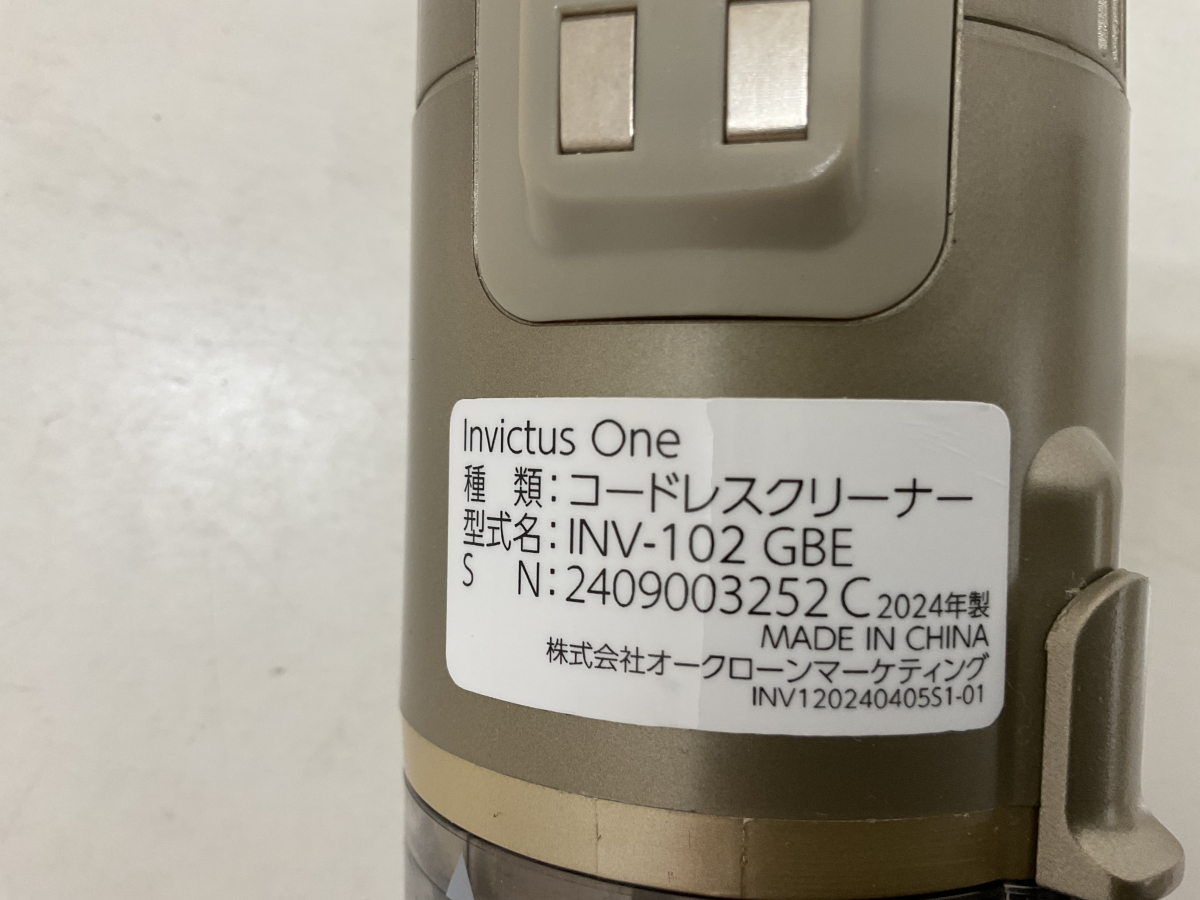 Invictus One
種 類：コードレスクリーナー
型式名：INV-102 GBE
S N：2409003252 C 2024年製
MADE IN CHINA
株式会社オークローンマーケティング
INV120240405S1-01